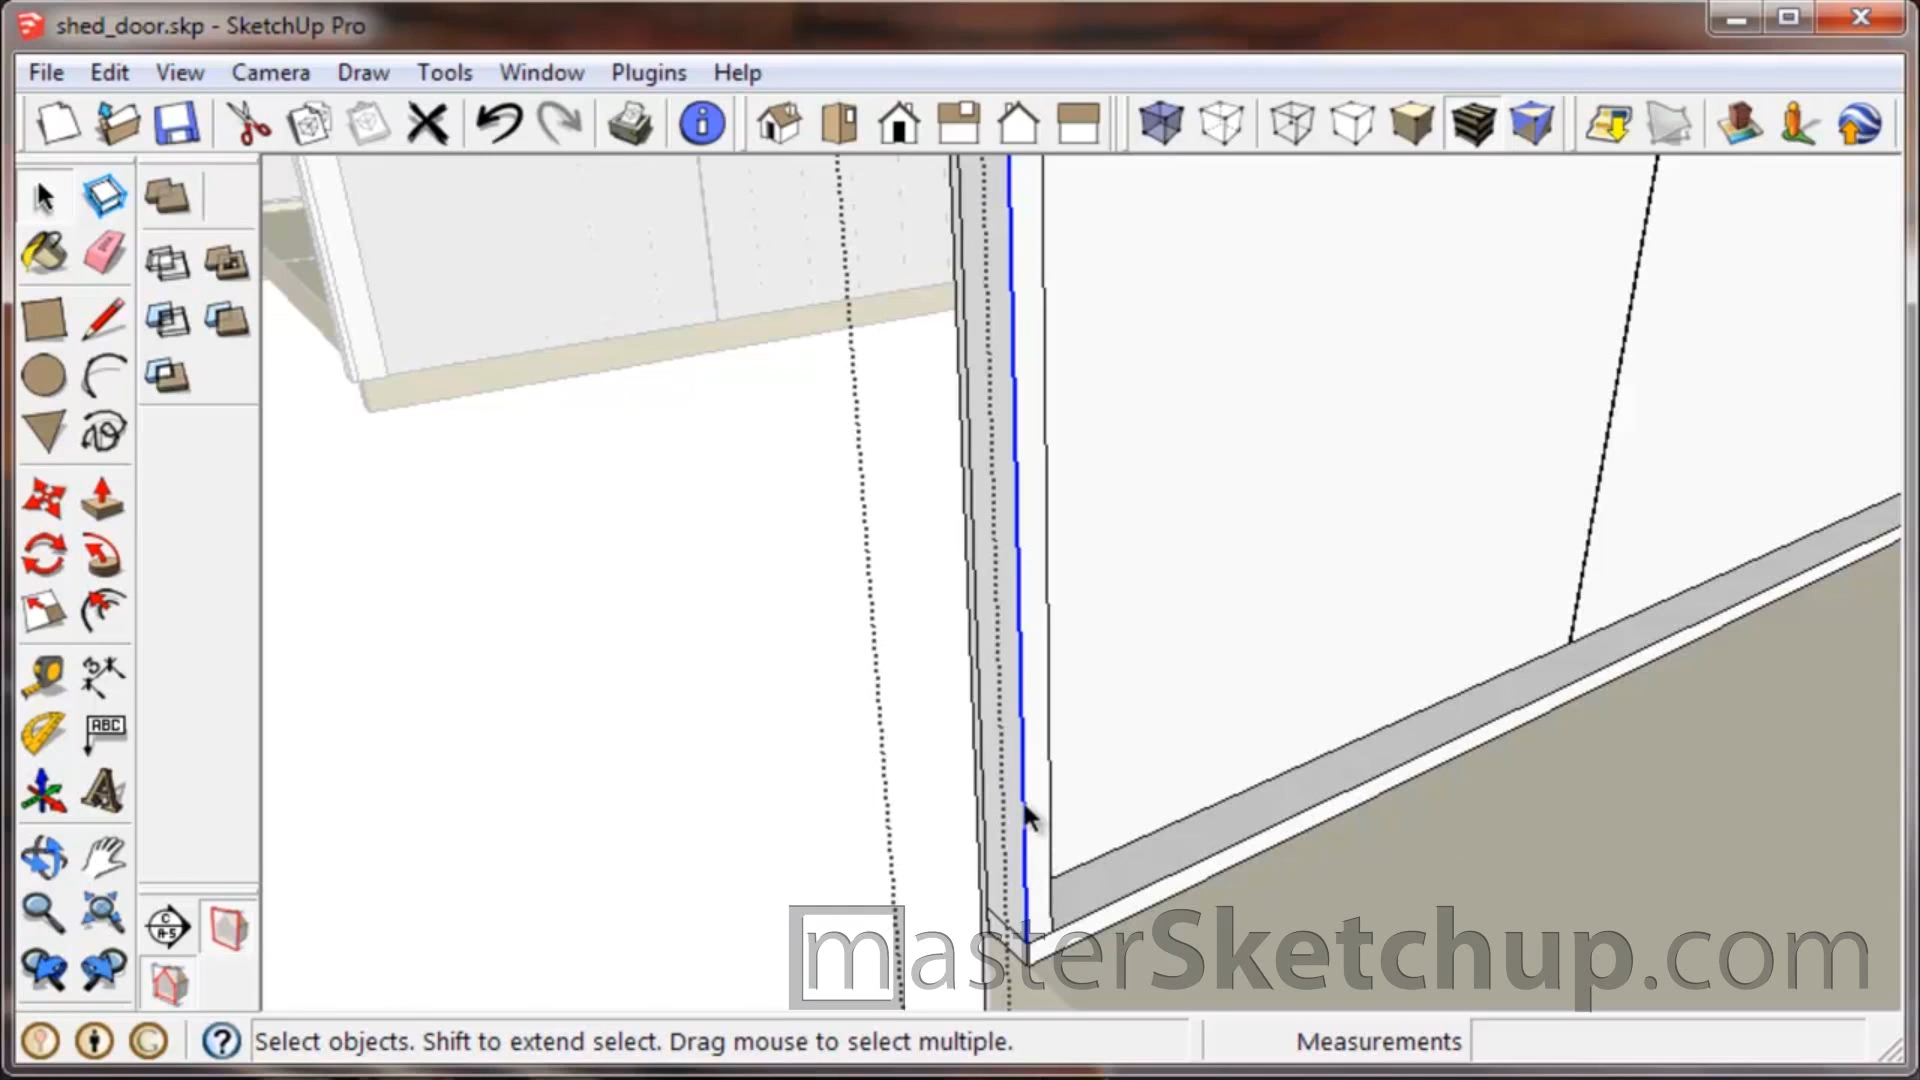 shed_door.skp - SketchUp Pro
File Edit View Camera Draw Tools Window Plugins Help
ABC
C
A-5
masterSketchup.com
Select objects. Shift to extend select. Drag mouse to select multiple.
Measurements